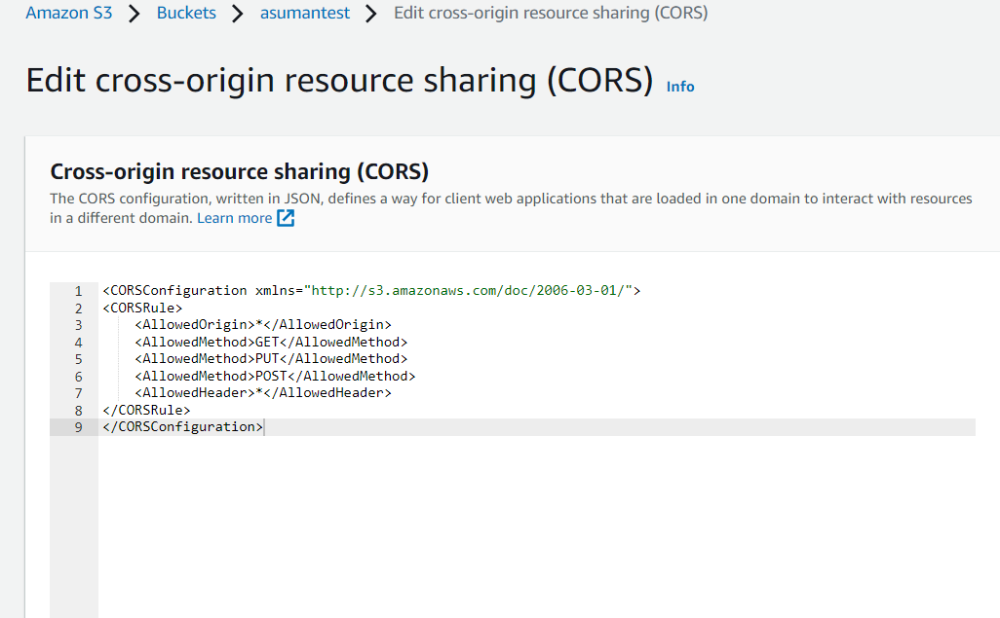 Amazon S3 > Buckets > asumantest > Edit cross-origin resource sharing (CORS)
Edit cross-origin resource sharing (CORS) Info
Cross-origin resource sharing (CORS)
The CORS configuration, written in JSON, defines a way for client web applications that are loaded in one domain to interact with resources
in a different domain. Learn more
1 <CORSConfiguration xmlns="http://s3.amazonaws.com/doc/2006-03-01/">
2 <CORSRule>
3     <AllowedOrigin>*</AllowedOrigin>
4     <AllowedMethod>GET</AllowedMethod>
5     <AllowedMethod>PUT</AllowedMethod>
6     <AllowedMethod>POST</AllowedMethod>
7     <AllowedHeader>*</AllowedHeader>
8 </CORSRule>
9 </CORSConfiguration>